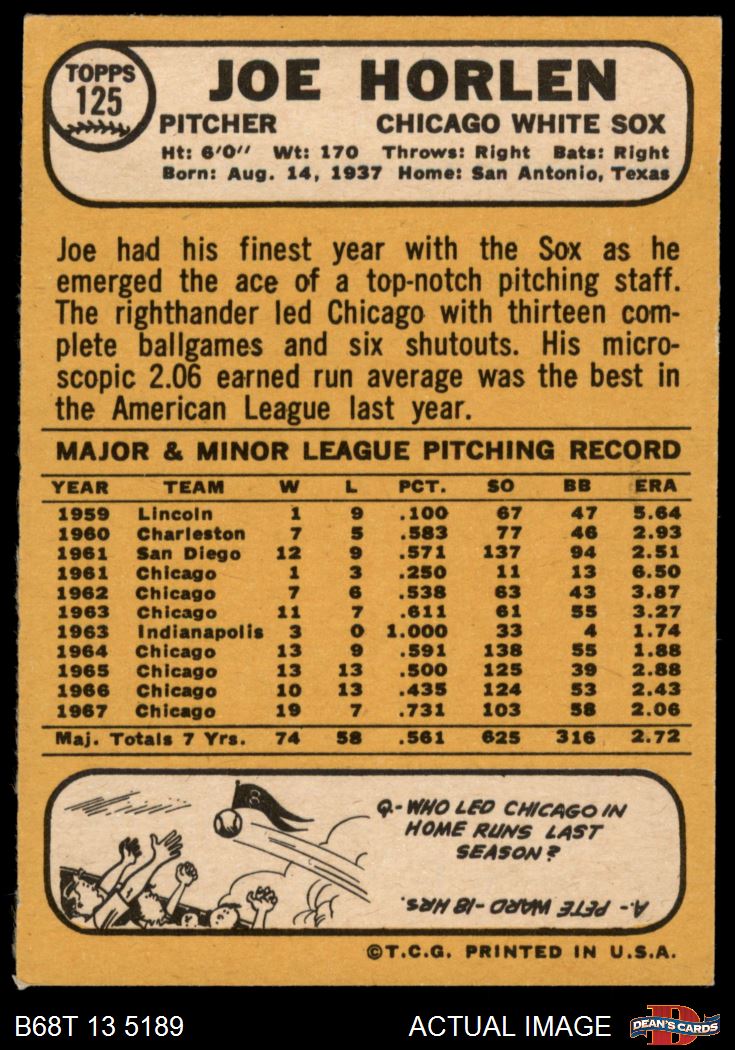 TOPPS
125
JOE HORLEN
PITCHER CHICAGO WHITE SOX
Ht: 6'0" Wt: 170 Throws: Right Bats: Right
Born: Aug. 14, 1937 Home: San Antonio, Texas
Joe had his finest year with the Sox as he
emerged the ace of a top-notch pitching staff.
The righthander led Chicago with thirteen com-
plete ballgames and six shutouts. His micro-
scopic 2.06 earned run average was the best in
the American League last year.
MAJOR & MINOR LEAGUE PITCHING RECORD
YEAR TEAM W L PCT. SO BB ERA
1959 Lincoln 1 9 .100 67 47 5.64
1960 Charleston 7 5 .583 77 46 2.93
1961 San Diego 12 9 .571 137 94 2.51
1961 Chicago 1 3 .250 11 13 6.50
1962 Chicago 7 6 .538 63 43 3.87
1963 Chicago 11 7 .611 61 55 3.27
1963 Indianapolis 3 0 1.000 33 4 1.74
1964 Chicago 13 9 .591 138 55 1.88
1965 Chicago 13 13 .500 125 39 2.88
1966 Chicago 10 13 .435 124 53 2.43
1967 Chicago 19 7 .731 103 58 2.06
Maj. Totals 7 Yrs. 74 58 .561 625 316 2.72
Q-WHO LED CHICAGO IN
HOME RUNS LAST
SEASON?
A.- PETE WARD-18 HRS.
©T.C.G. PRINTED IN U.S.A.
B68T 13 5189 ACTUAL IMAGE
DEAN'S CARDS